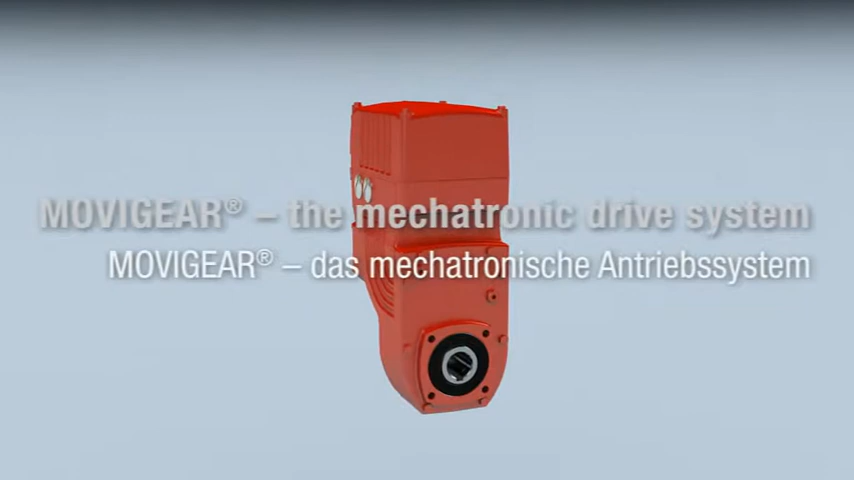 MOVIGEAR® – the mechatronic drive system
MOVIGEAR® – das mechatronische Antriebssystem